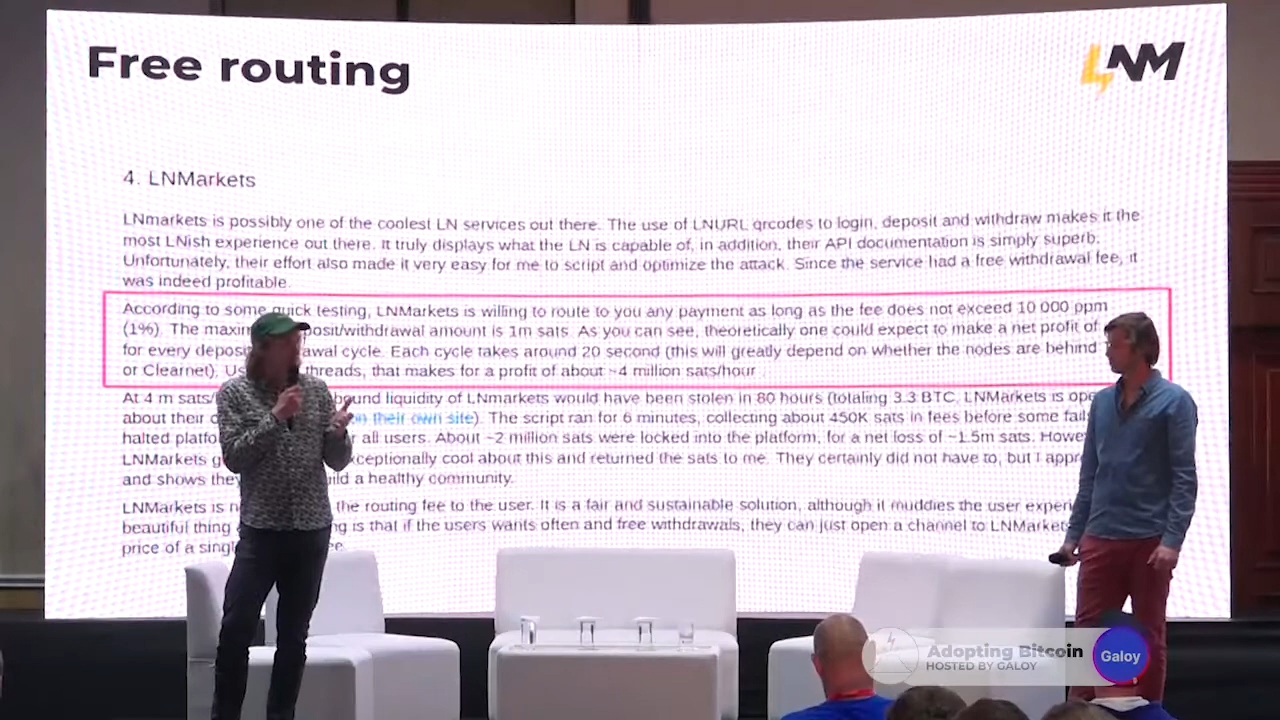 Free routing
LNM
4. LNMarkets
LNmarkets is possibly one of the coolest LN services out there. The use of LNURL qrcodes to login, deposit and withdraw makes it the
most LNish experience out there. It truly displays what the LN is capable of, in addition, their API documentation is simply superb.
Unfortunately, their effort also made it very easy for me to script and optimize the attack. Since the service had a free withdrawal fee, it
was indeed profitable.
According to some quick testing, LNMarkets is willing to route to you any payment as long as the fee does not exceed 10 000 ppm
(1%). The posit/withdrawal amount is 1m sats. As you can see, theoretically one could expect to make a net profit of
for every awal cycle. Each cycle takes around 20 second (this will greatly depend on whether the nodes are behind
or Clearnet). threads, that makes for a profit of about ~4 million sats/hour.
At 4 m sats/ bound liquidity of LNmarkets would have been stolen in 80 hours (totaling 3.3 BTC. LNMarkets is
about their on their own site). The script ran for 6 minutes, collecting about 450K sats in fees before some
halted r all users. About ~2 million sats were locked into the platform, for a net loss of ~1.5m sats.
LNMarkets xceptionally cool about this and returned the sats to me. They certainly did not have to, but I
and shows ild a healthy community.
LNMarkets is the routing fee to the user. It is a fair and sustainable solution, although it muddies the user
beautiful thing ng is that if the users wants often and free withdrawals, they can just open a channel to
price of a
Adopting Bitcoin
HOSTED BY GALOY
Galoy